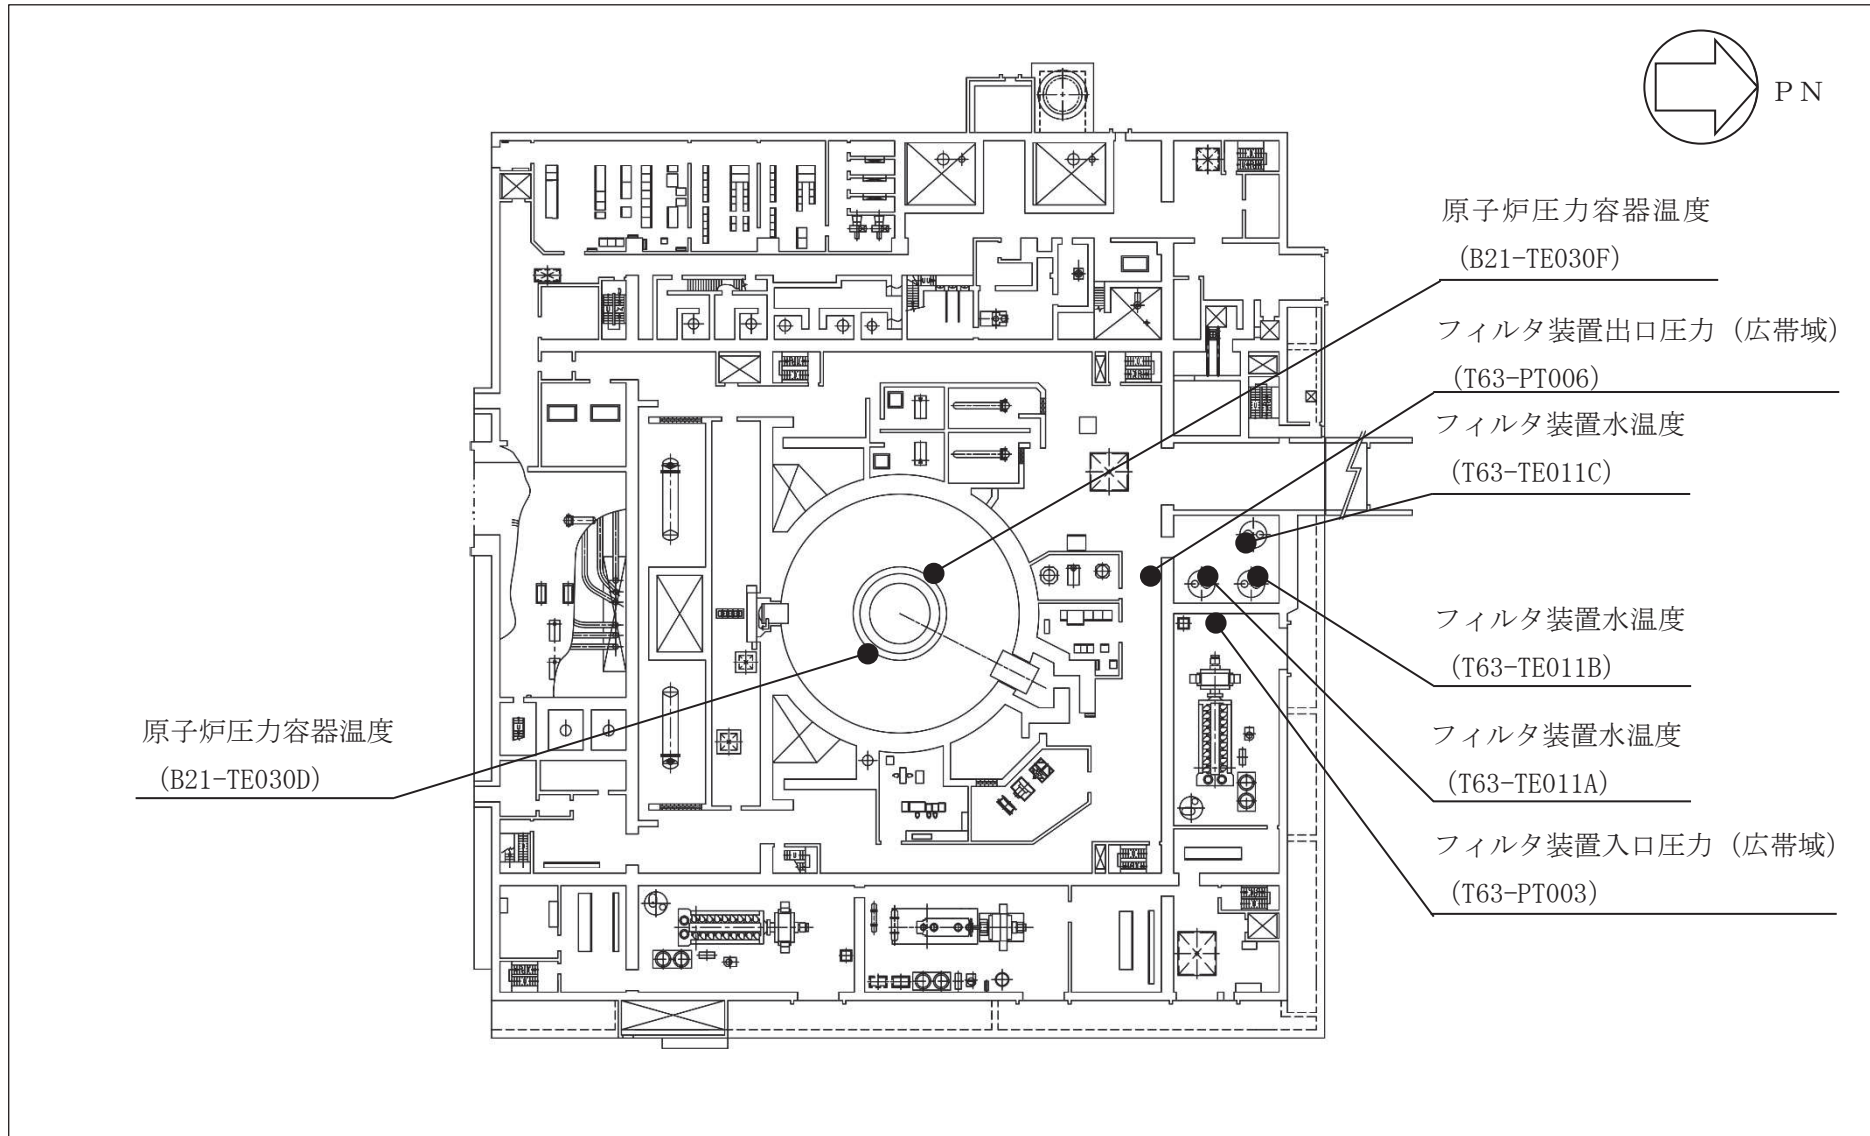 ＰＮ
原子炉圧力容器温度
(B21-TE030F)
フィルタ装置出口圧力（広帯域）
(T63-PT006)
フィルタ装置水温度
(T63-TE011C)
フィルタ装置水温度
(T63-TE011B)
フィルタ装置水温度
(T63-TE011A)
フィルタ装置入口圧力（広帯域）
(T63-PT003)
原子炉圧力容器温度
(B21-TE030D)